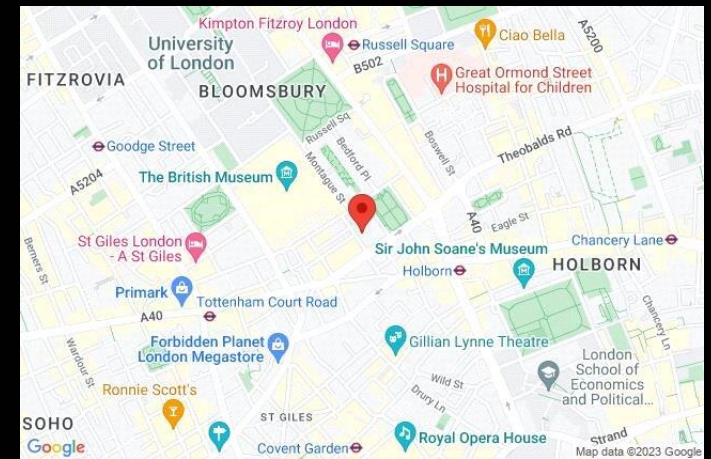 Kimpton Fitzroy London
University
of London
Russell Square
Ciao Bella
A5200
B502
FITZROVIA
BLOOMSBURY
Great Ormond Street
Hospital for Children
Russell Sq
Goodge Street
Bedford Pl
Boswell St
Theobalds Rd
The British Museum
Montague St
A5204
A40
Eagle St
Berners St
St Giles London
- A St Giles
Sir John Soane's Museum
Chancery Lane
Holborn
HOLBORN
Primark
Tottenham Court Road
A40
Chancery Ln
Wardour St
Forbidden Planet
London Megastore
Gillian Lynne Theatre
London
School of
Economics
and Political...
Wild St
Drury Ln
Ronnie Scott's
SOHO
ST GILES
Strand
Royal Opera House
Google
Covent Garden
Map data ©2023 Google